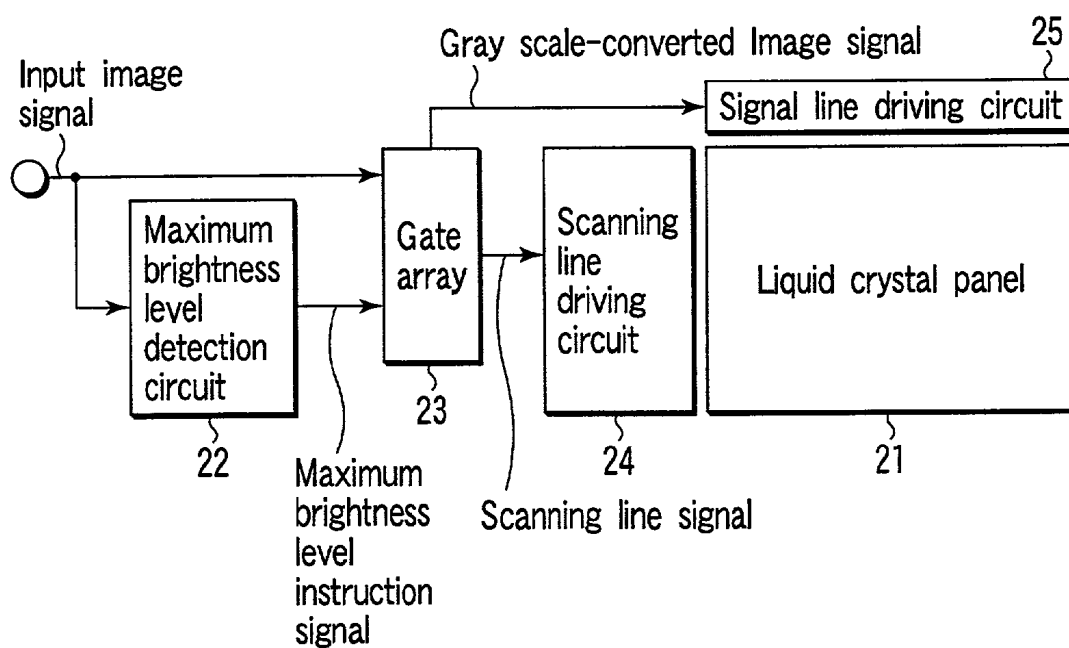 Gray scale-converted Image signal
25
Input image
signal
Signal line driving circuit
Maximum
brightness
level
detection
circuit
22
Gate
array
23
Scanning
line
driving
circuit
24
Liquid crystal panel
21
Maximum
brightness
level
instruction
signal
Scanning line signal